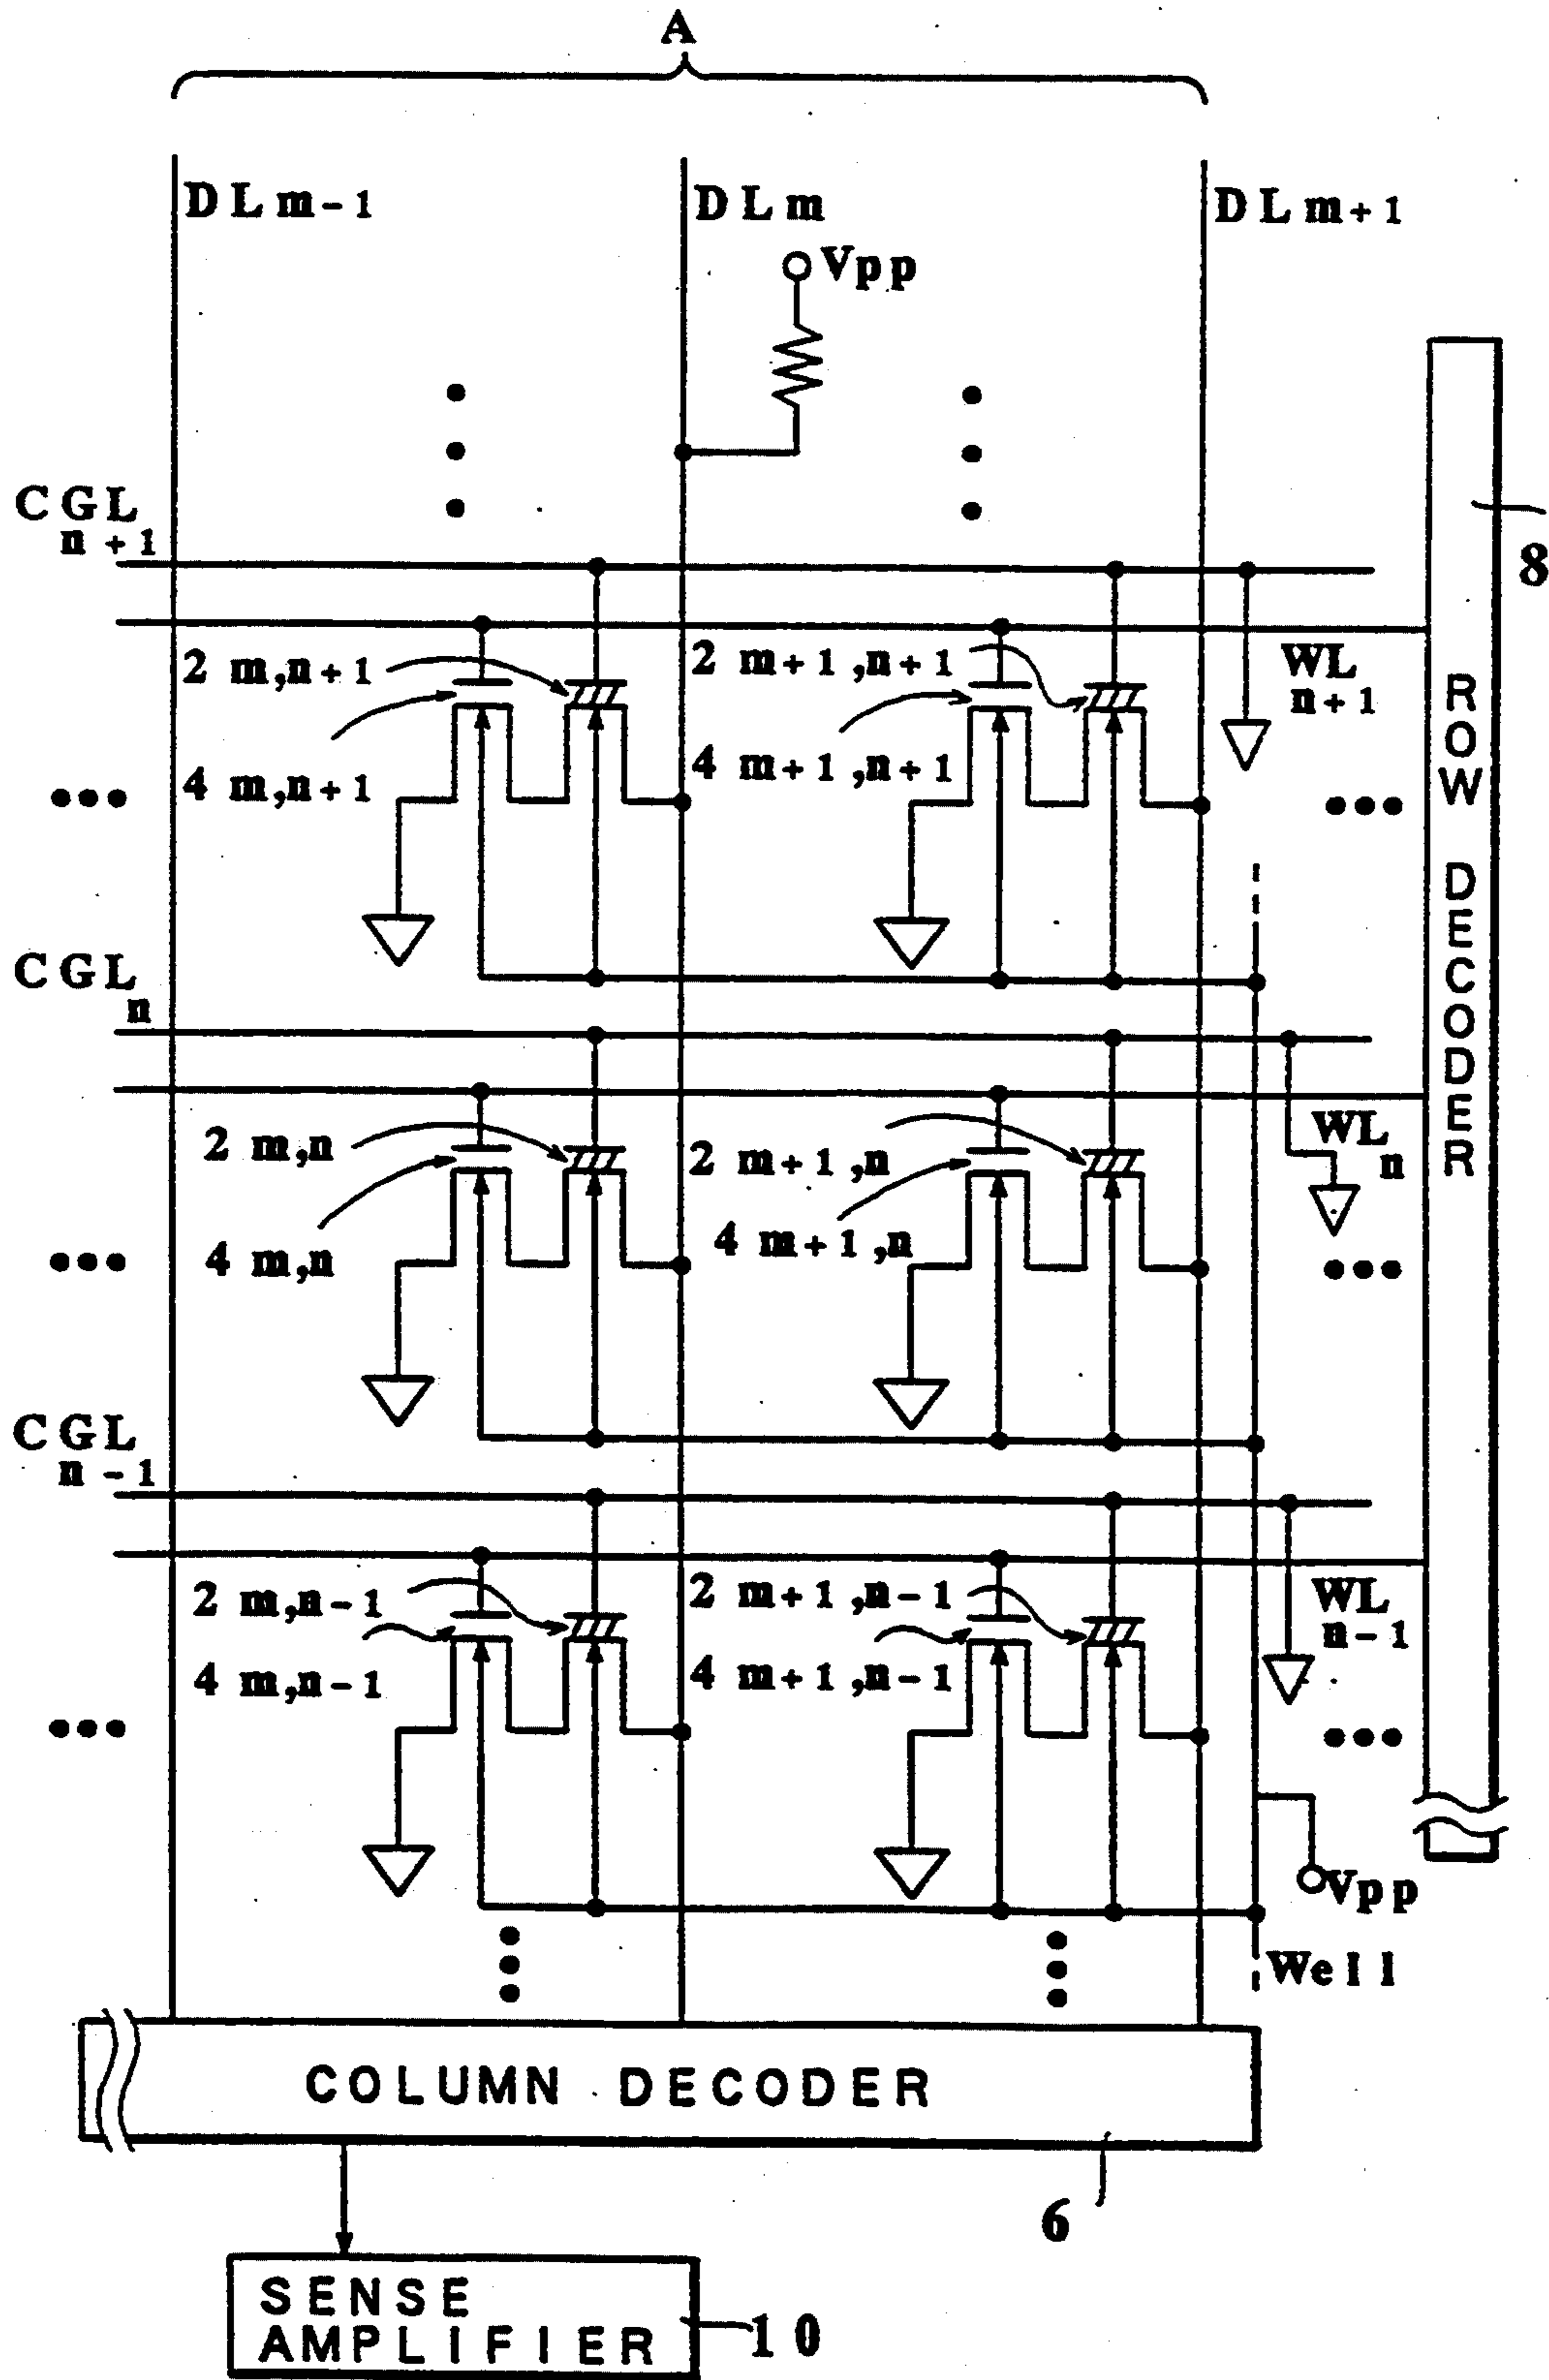 A
DLm-1
DLm
DLm+1
Vpp
CGL
n+1
8
2 m,n+1
2 m+1,n+1
WL
n+1
4 m,n+1
4 m+1,n+1
ROW DECODER
CGL
n
2 m,n
2 m+1,n
WL
n
4 m,n
4 m+1,n
CGL
n-1
2 m,n-1
2 m+1,n-1
WL
n-1
4 m,n-1
4 m+1,n-1
Vpp
Well
COLUMN DECODER
6
SENSE
AMPLIFIER
10